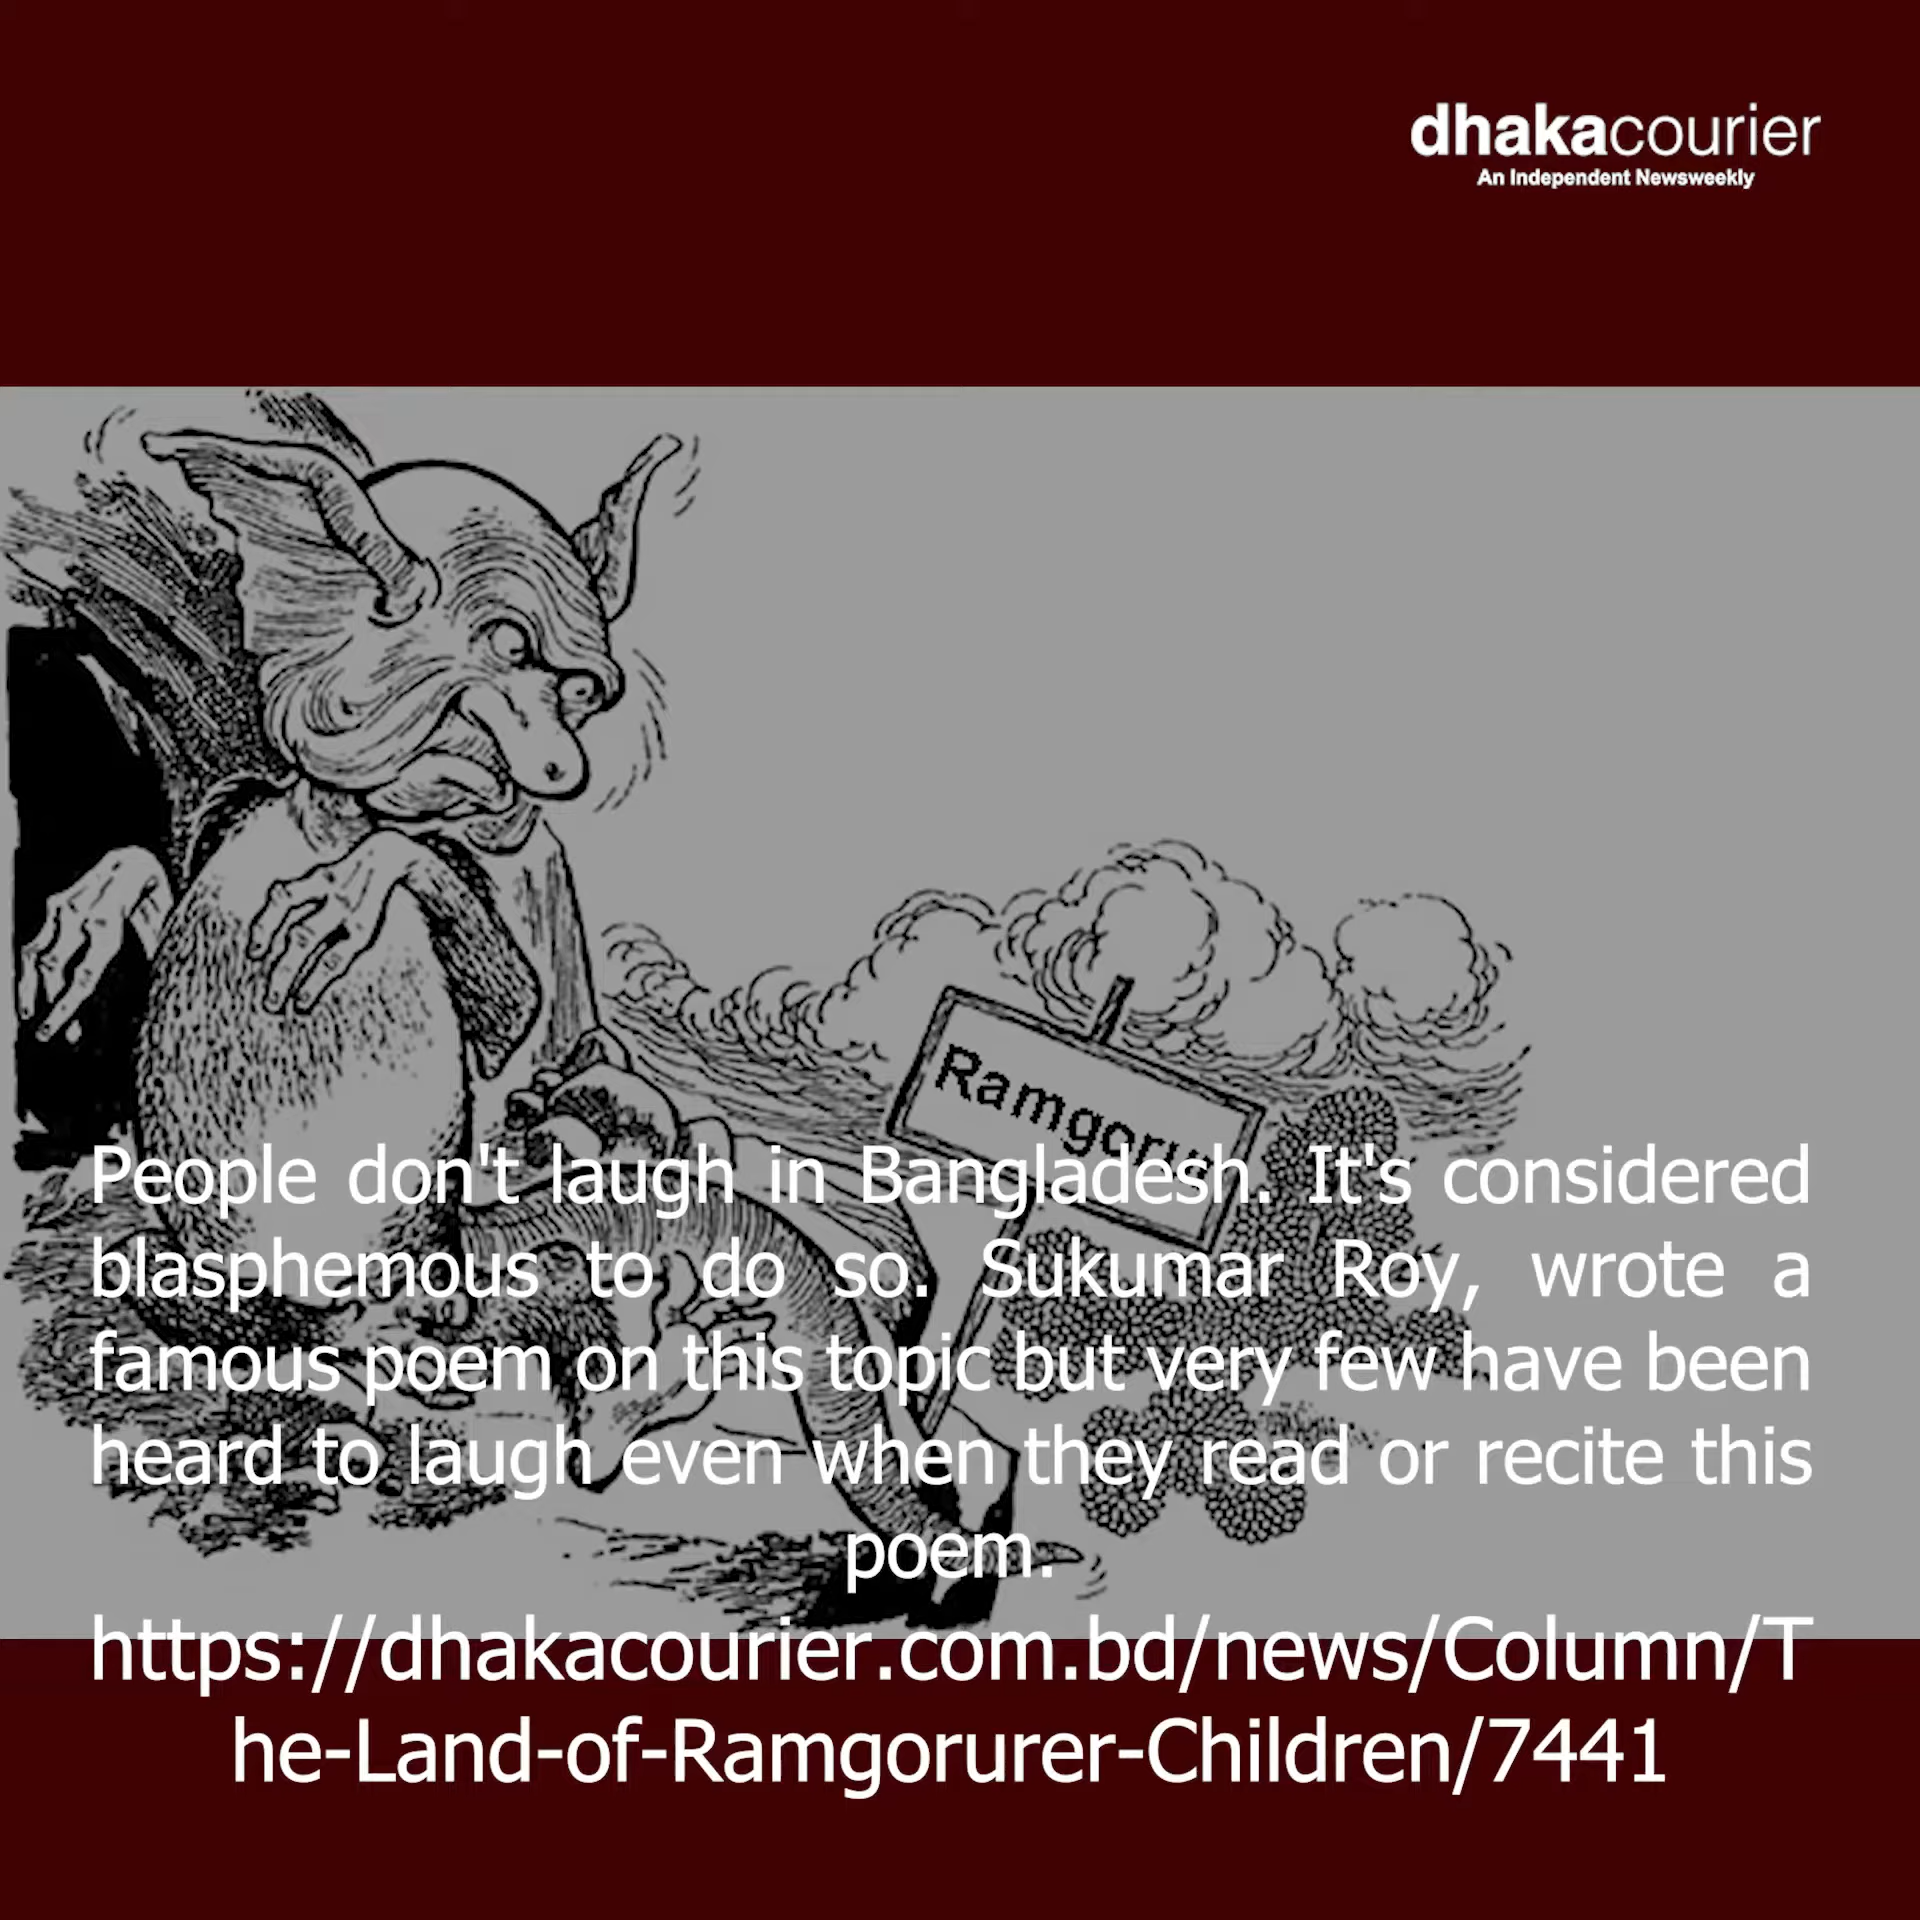 dhakacourier
An Independent Newsweekly
Ramgorur
People don't laugh in Bangladesh. It's considered
blasphemous to do so. Sukumar Roy, wrote a
famous poem on this topic but very few have been
heard to laugh even when they read or recite this
poem.
https://dhakacourier.com.bd/news/Column/T
he-Land-of-Ramgorurer-Children/7441